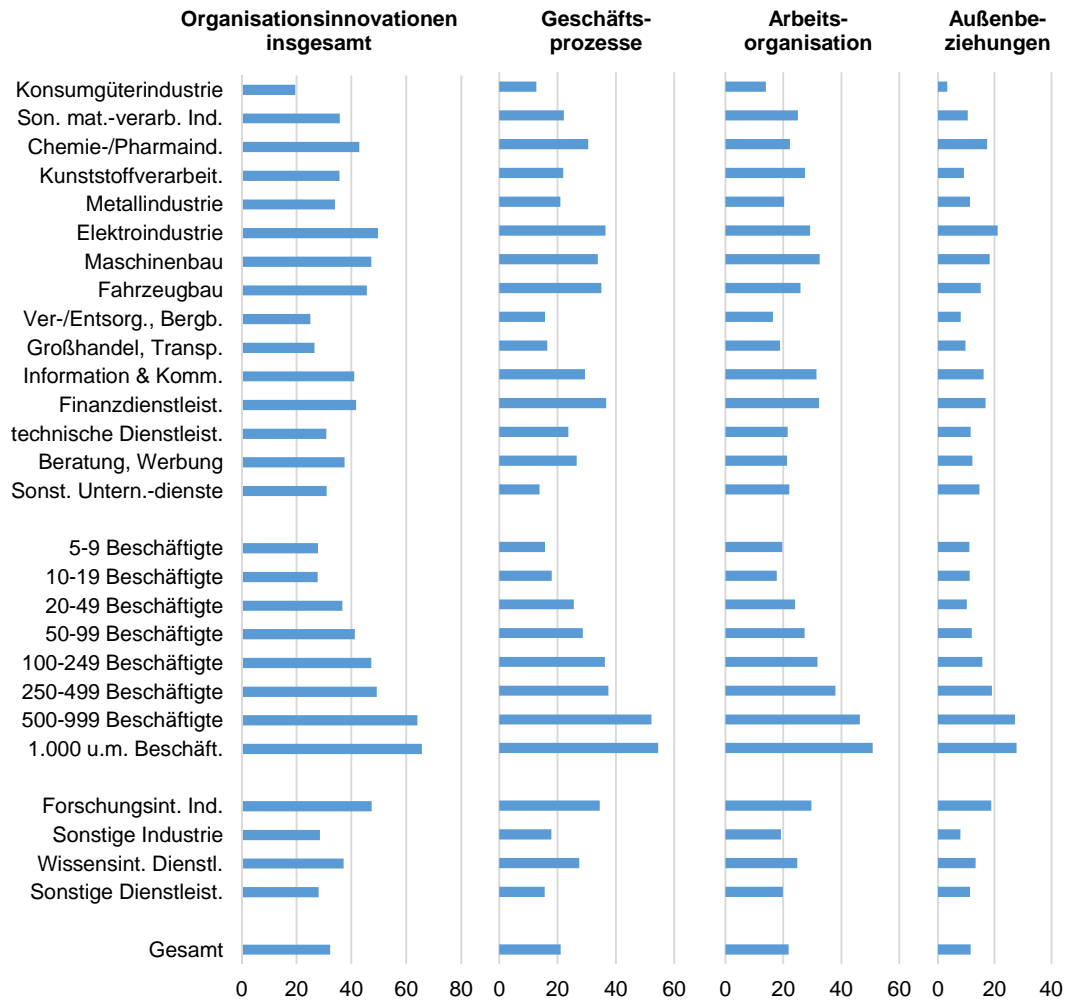 Organisationsinnovationen
insgesamt
Geschäfts-
prozesse
Arbeits-
organisation
Außenbe-
ziehungen
Konsumgüterindustrie
Son. mat.-verarb. Ind.
Chemie-/Pharmaind.
Kunststoffverarbeit.
Metallindustrie
Elektroindustrie
Maschinenbau
Fahrzeugbau
Ver-/Entsorg., Bergb.
Großhandel, Transp.
Information & Komm.
Finanzdienstleist.
technische Dienstleist.
Beratung, Werbung
Sonst. Untern.-dienste
5-9 Beschäftigte
10-19 Beschäftigte
20-49 Beschäftigte
50-99 Beschäftigte
100-249 Beschäftigte
250-499 Beschäftigte
500-999 Beschäftigte
1.000 u.m. Beschäft.
Forschungsint. Ind.
Sonstige Industrie
Wissensint. Dienstl.
Sonstige Dienstleist.
Gesamt
0 20 40 60 80
0 20 40 60
0 20 40 60
0 20 40